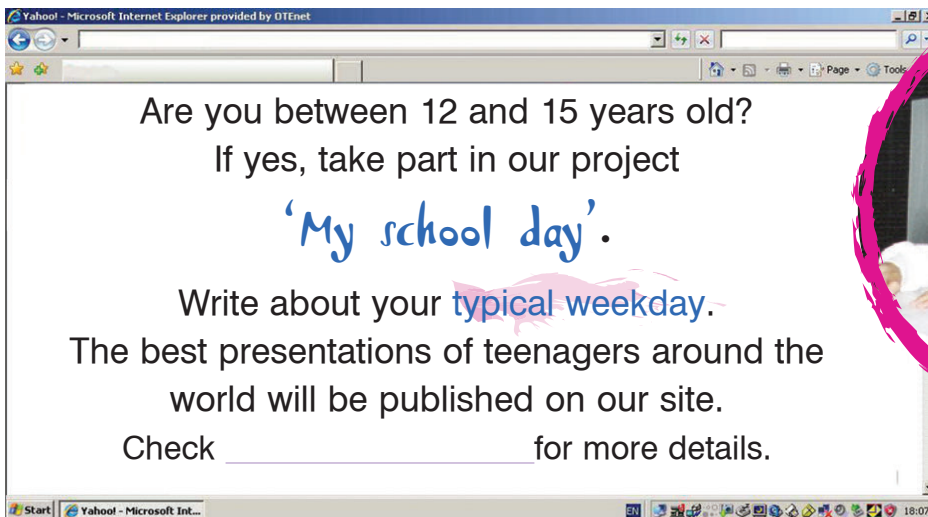 Yahoo! - Microsoft Internet Explorer provided by OTEnet
Page Tools
Are you between 12 and 15 years old?
If yes, take part in our project
‘My school day’.
Write about your typical weekday.
The best presentations of teenagers around the
world will be published on our site.
Check ____________________ for more details.
Start Yahoo! - Microsoft Int... EN 18:07